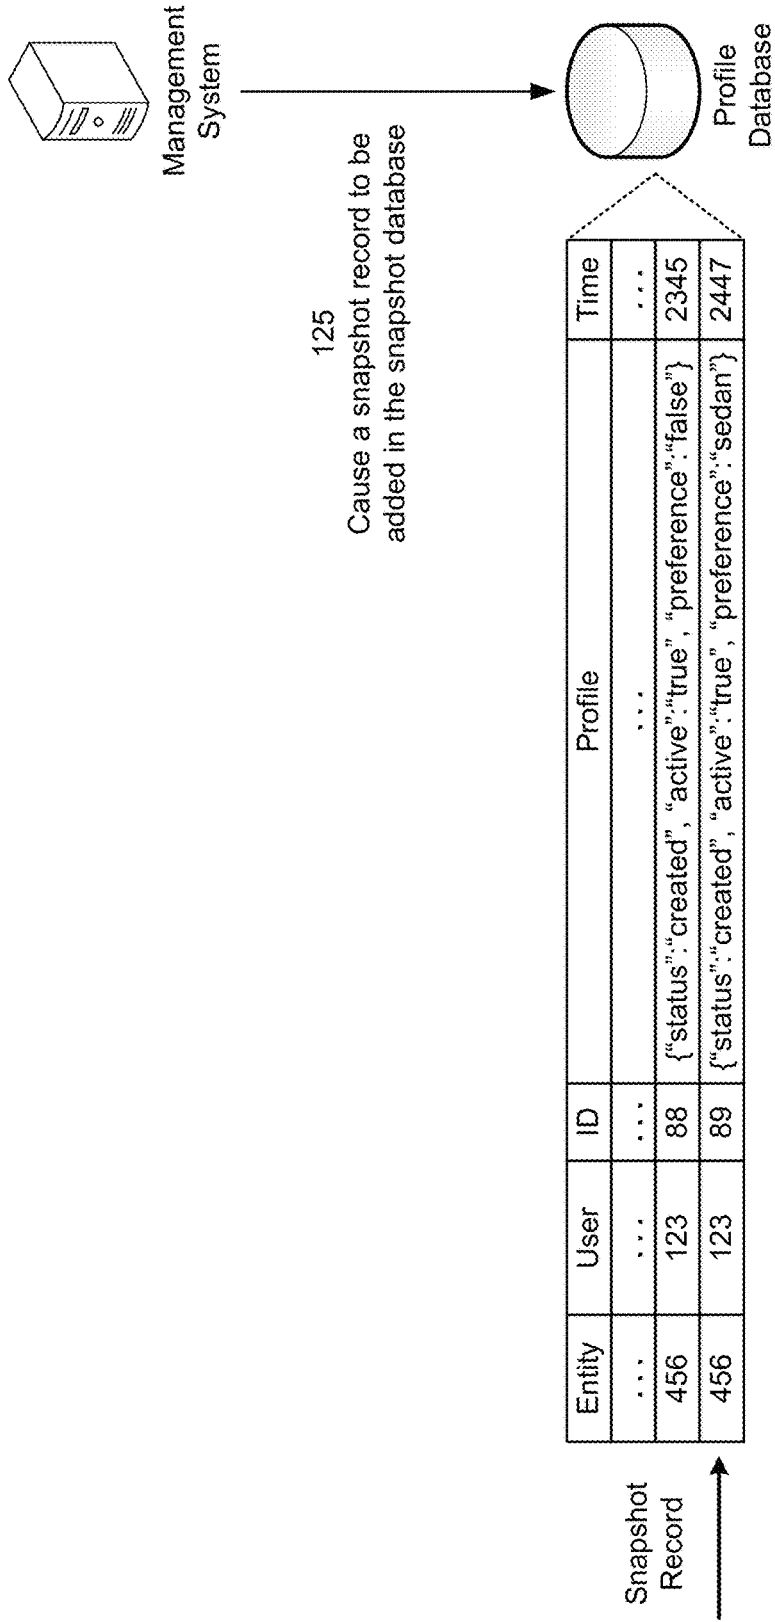 Management
System
125
Cause a snapshot record to be
added in the snapshot database
Profile
Database
Snapshot
Record
Entity User ID Profile Time
... ... ... ... ...
456 123 88 {“status”:“created”, “active”:“true”, “preference”:“false”} 2345
456 123 89 {“status”:“created”, “active”:“true”, “preference”:“sedan”} 2447